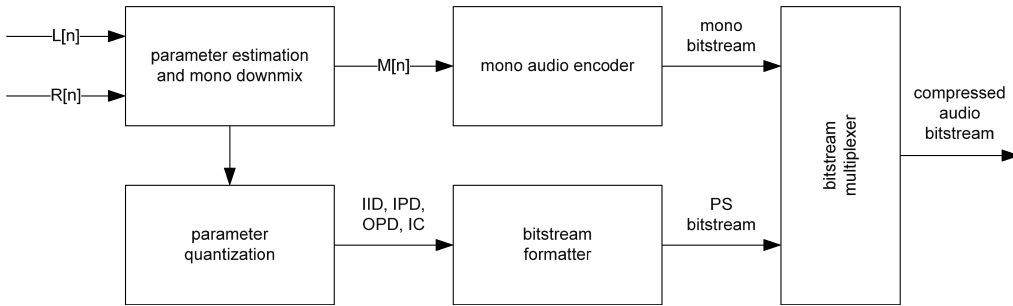 L[n]
R[n]
parameter estimation
and mono downmix
M[n]
mono audio encoder
mono
bitstream
bitstream
multiplexer
compressed
audio
bitstream
parameter
quantization
IID, IPD,
OPD, IC
bitstream
formatter
PS
bitstream